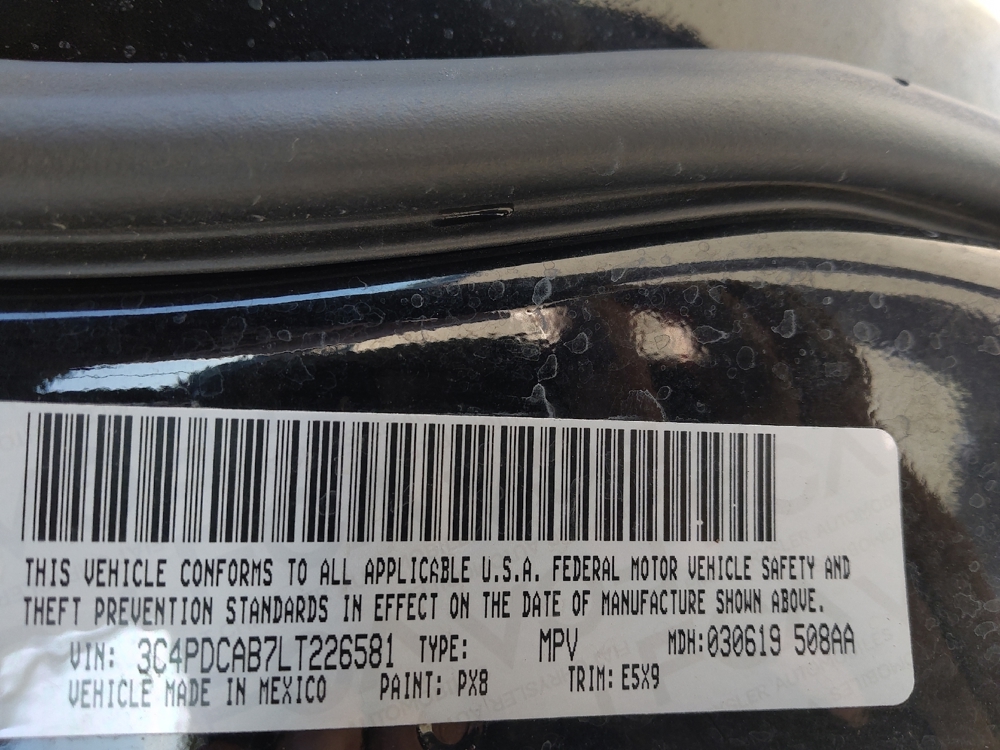 THIS VEHICLE CONFORMS TO ALL APPLICABLE U.S.A. FEDERAL MOTOR VEHICLE SAFETY AND
THEFT PREVENTION STANDARDS IN EFFECT ON THE DATE OF MANUFACTURE SHOWN ABOVE.
VIN: 3C4PDCAB7LT226581 TYPE: MPV MDH:030619 508AA
VEHICLE MADE IN MEXICO PAINT: PX8 TRIM:E5X9